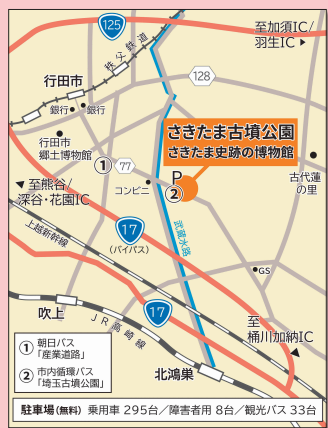 125
至加須IC/
羽生IC
秩父鉄道
行田市
128
銀行
銀行
さきたま古墳公園
さきたま史跡の博物館
行田市
郷土博物館
① 77
P
②
コンビニ
古代蓮
の里
至熊谷/
深谷・花園IC
17
(バイパス)
武蔵水路
上越新幹線
GS
17
吹上
JR高崎線
至
桶川加納IC
① 朝日バス
「産業道路」
② 市内循環バス
「埼玉古墳公園」
北鴻巣
駐車場(無料) 乗用車 295台/障害者用 8台/観光バス 33台